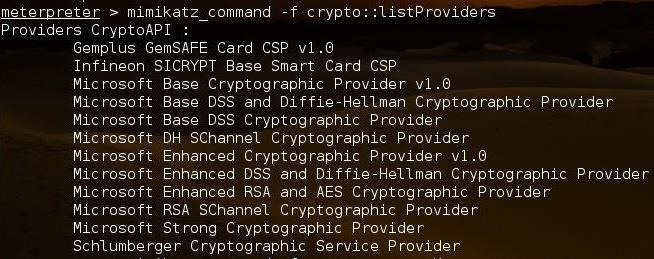 meterpreter > mimikatz_command -f crypto::listProviders
Providers CryptoAPI :
Gemplus GemSAFE Card CSP v1.0
Infineon SICRYPT Base Smart Card CSP
Microsoft Base Cryptographic Provider v1.0
Microsoft Base DSS and Diffie-Hellman Cryptographic Provider
Microsoft Base DSS Cryptographic Provider
Microsoft DH SChannel Cryptographic Provider
Microsoft Enhanced Cryptographic Provider v1.0
Microsoft Enhanced DSS and Diffie-Hellman Cryptographic Provider
Microsoft Enhanced RSA and AES Cryptographic Provider
Microsoft RSA SChannel Cryptographic Provider
Microsoft Strong Cryptographic Provider
Schlumberger Cryptographic Service Provider